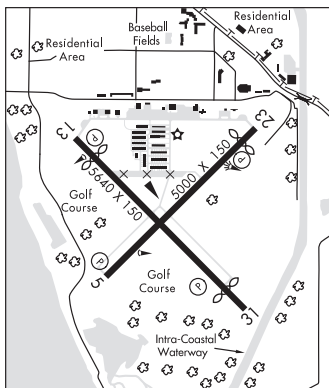 Residential
Area
Baseball
Fields
Residential
Area
13
23
P
P
5640 X 150
5000 X 150
Golf
Course
P
P
5
Golf
Course
31
Intra-Coastal
Waterway